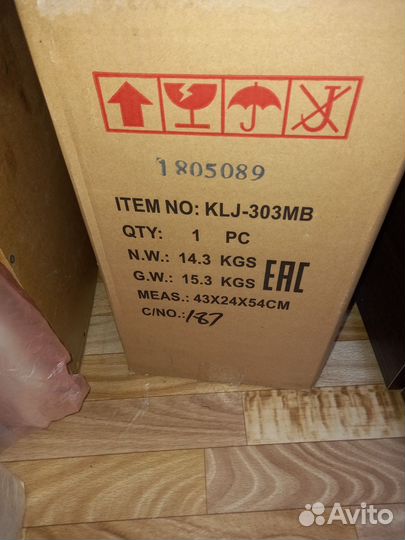 1805089
ITEM NO: KLJ-303MB
QTY: 1 PC
N.W.: 14.3 KGS
G.W.: 15.3 KGS
EAC
MEAS.: 43X24X54CM
C/NO.: 187
Avito